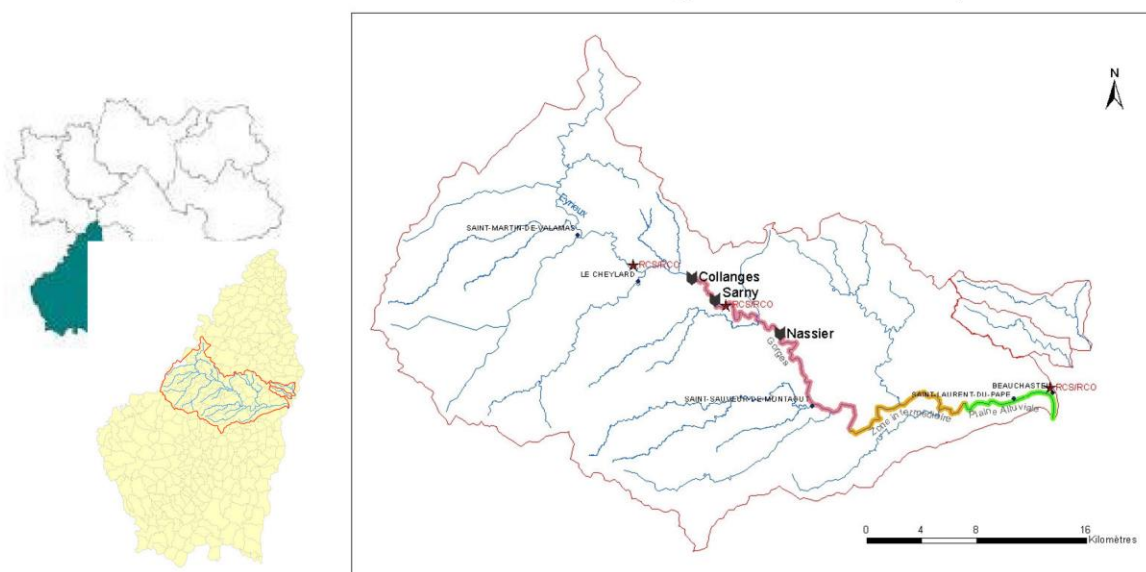 N
Eyrieux
SAINT-MARTIN-DE-VALAMAS
RCS/RCO
LE CHEYLARD
Collanges
Sarny
RCS/RCO
Nassier
Gorges
BEAUCHASTEL
RCS/RCO
SAINT-LAURENT-DU-PAPE
SAINT-SAUVEUR-DE-MONTAGUT
Plaine Alluviale
Zone intermédiaire
0 4 8 16
Kilomètres